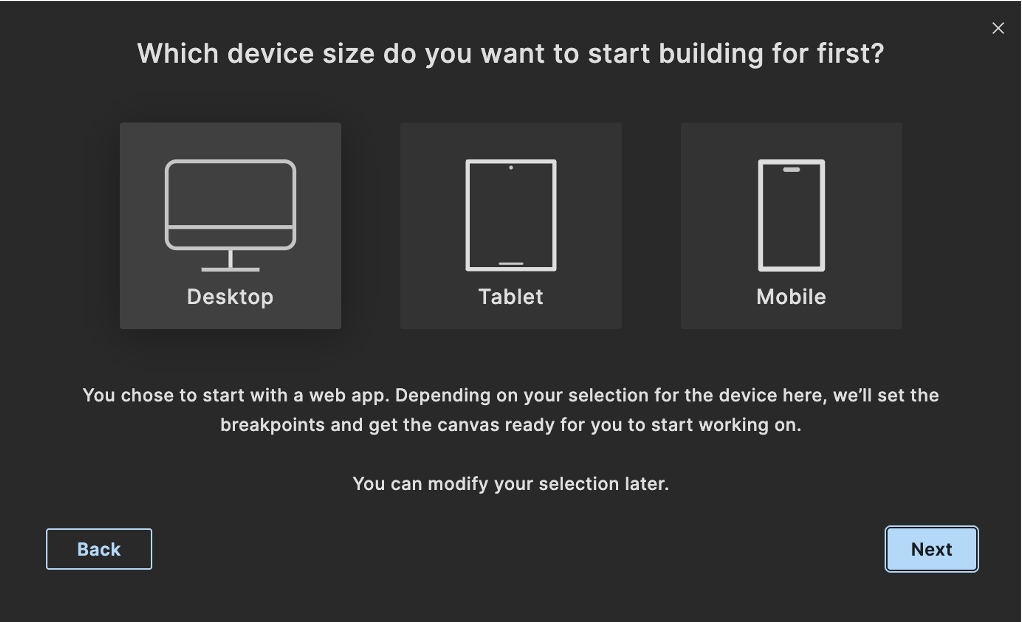 Which device size do you want to start building for first?
Desktop
Tablet
Mobile
You chose to start with a web app. Depending on your selection for the device here, we’ll set the
breakpoints and get the canvas ready for you to start working on.
You can modify your selection later.
Back
Next